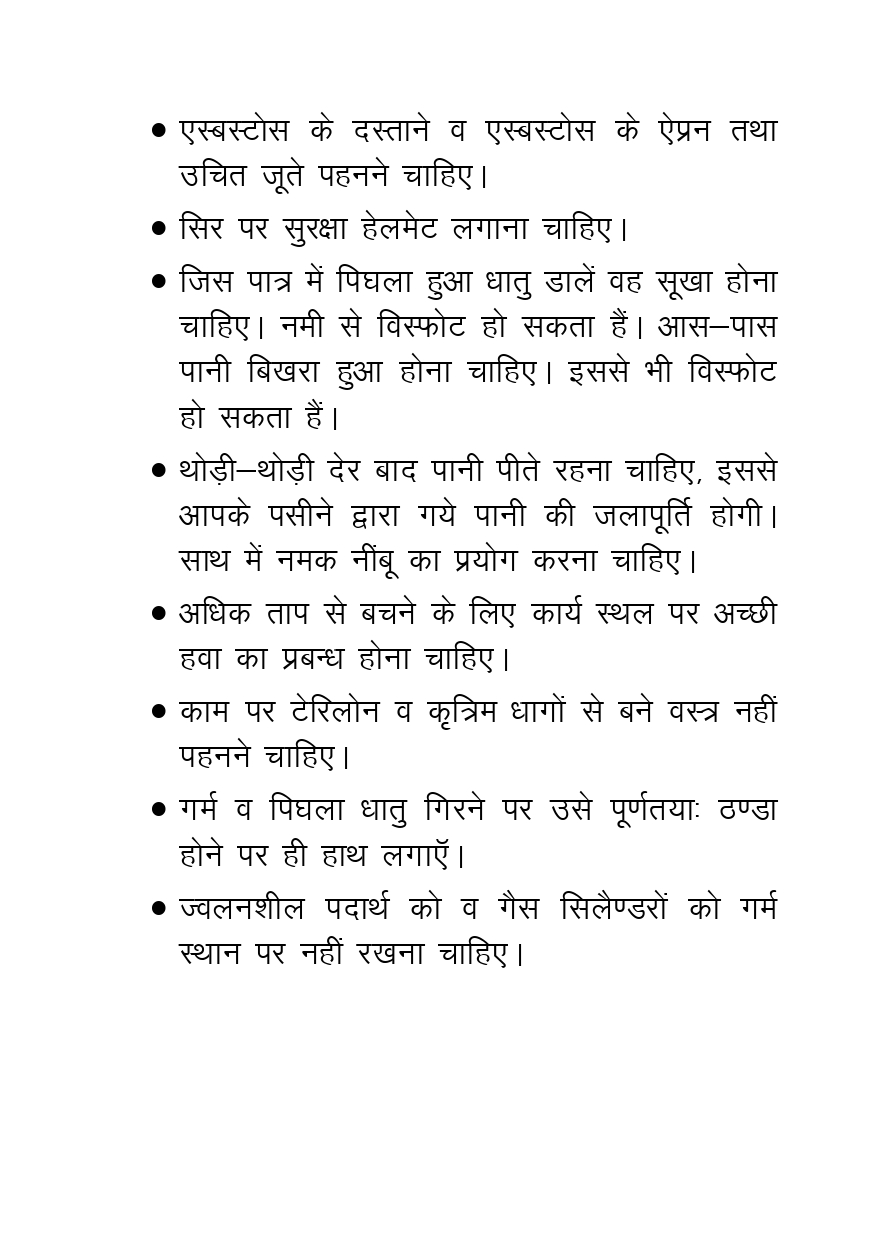 • एस्बस्टोस के दस्ताने व एस्बस्टोस के ऐप्रन तथा
उचित जूते पहनने चाहिए।
• सिर पर सुरक्षा हेलमेट लगाना चाहिए।
• जिस पात्र में पिघला हुआ धातु डालें वह सूखा होना
चाहिए। नमी से विस्फोट हो सकता हैं। आस–पास
पानी बिखरा हुआ होना चाहिए। इससे भी विस्फोट
हो सकता हैं।
• थोड़ी–थोड़ी देर बाद पानी पीते रहना चाहिए, इससे
आपके पसीने द्वारा गये पानी की जलापूर्ति होगी।
साथ में नमक नींबू का प्रयोग करना चाहिए।
• अधिक ताप से बचने के लिए कार्य स्थल पर अच्छी
हवा का प्रबन्ध होना चाहिए।
• काम पर टेरिलोन व कृत्रिम धागों से बने वस्त्र नहीं
पहनने चाहिए।
• गर्म व पिघला धातु गिरने पर उसे पूर्णतयाः ठण्डा
होने पर ही हाथ लगाऍ।
• ज्वलनशील पदार्थ को व गैस सिलैण्डरों को गर्म
स्थान पर नहीं रखना चाहिए।